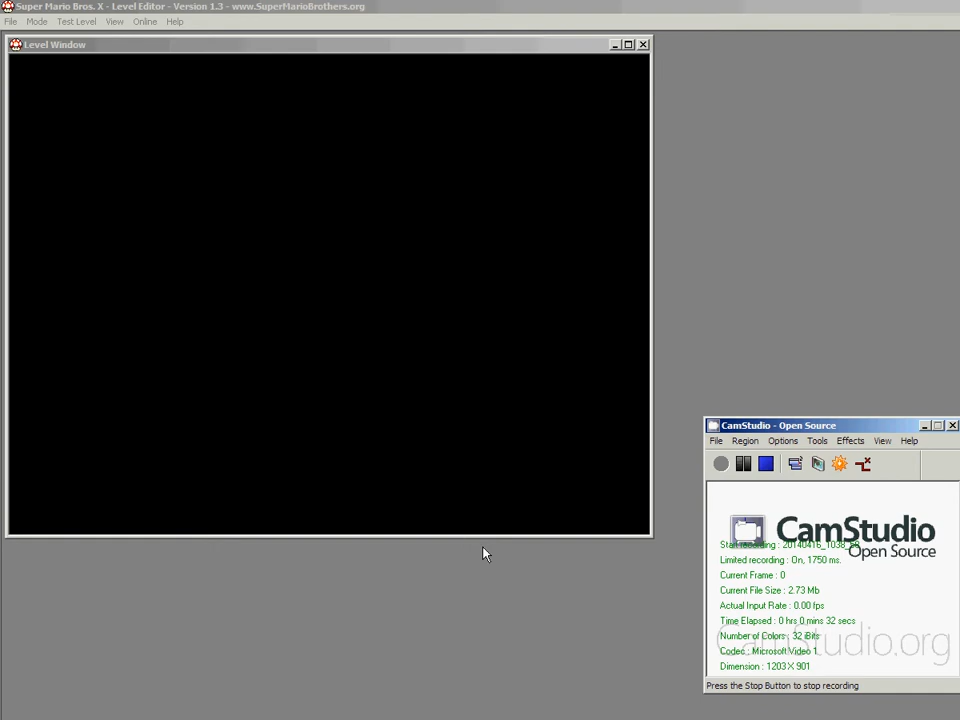 Super Mario Bros. X - Level Editor - Version 1.3 - www.SuperMarioBrothers.org
File Mode Test Level View Online Help
Level Window
CamStudio - Open Source
File Region Options Tools Effects View Help
CamStudio
Open Source
Start recording : 20140416_1038_58
Limited recording : On, 1750 ms.
Current Frame : 0
Current File Size : 2.73 Mb
Actual Input Rate : 0.00 fps
Time Elapsed : 0 hrs 0 mins 32 secs
Number of Colors : 32 Bits
Codec : Microsoft Video 1
CamStudio.org
Dimension : 1203 X 901
Press the Stop Button to stop recording